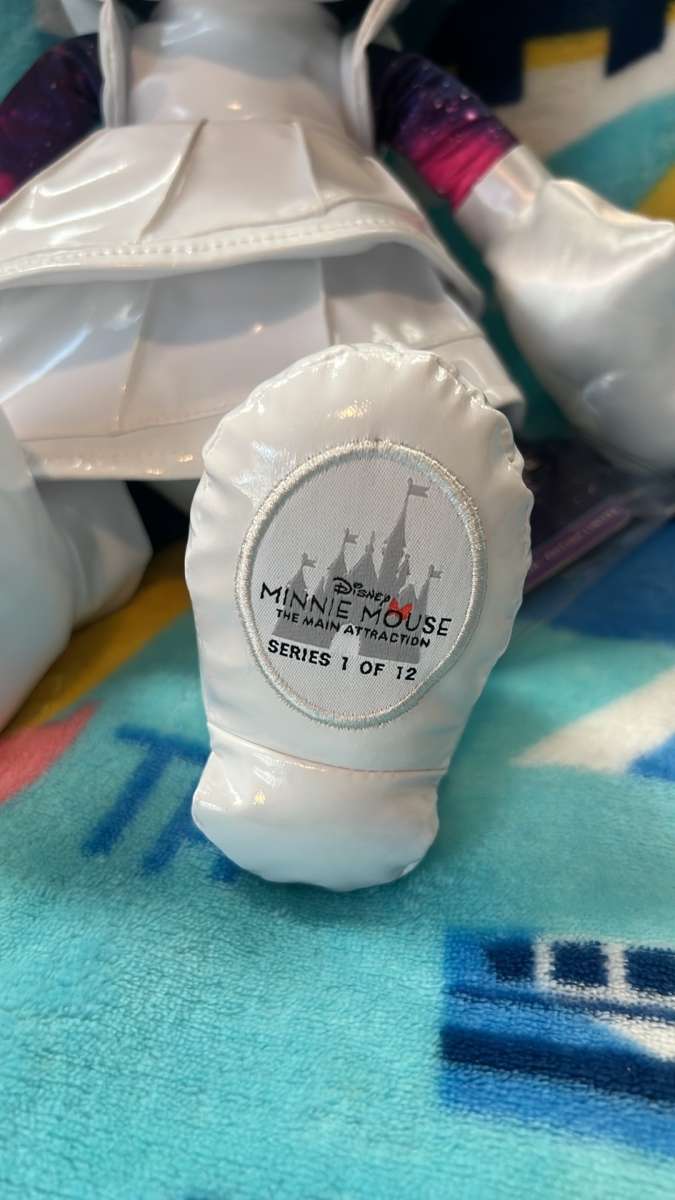 Disney
MINNIE MOUSE
THE MAIN ATTRACTION
SERIES 1 OF 12